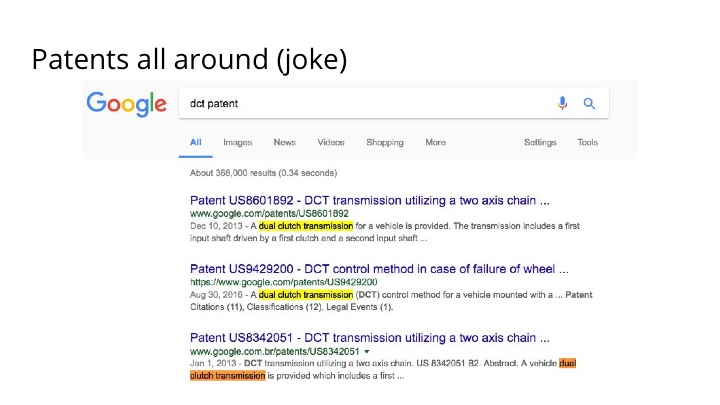 Patents all around (joke)
Google
dct patent
All Images News Videos Shopping More Settings Tools
About 368,000 results (0.34 seconds)
Patent US8601892 - DCT transmission utilizing a two axis chain ...
www.google.com/patents/US8601892
Dec 10, 2013 - A dual clutch transmission for a vehicle is provided. The transmission includes a first
input shaft driven by a first clutch and a second input shaft ...
Patent US9429200 - DCT control method in case of failure of wheel ...
https://www.google.com/patents/US9429200
Aug 30, 2016 - A dual clutch transmission (DCT) control method for a vehicle mounted with a ... Patent
Citations (11), Classifications (12), Legal Events (1).
Patent US8342051 - DCT transmission utilizing a two axis chain ...
www.google.com.br/patents/US8342051
Jan 1, 2013 - DCT transmission utilizing a two axis chain. US 8342051 B2. Abstract. A vehicle dual
clutch transmission is provided which includes a first ...